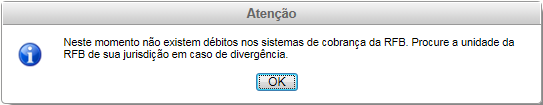 Atenção
Neste momento não existem débitos nos sistemas de cobrança da RFB. Procure a unidade da
RFB de sua jurisdição em caso de divergência.
OK